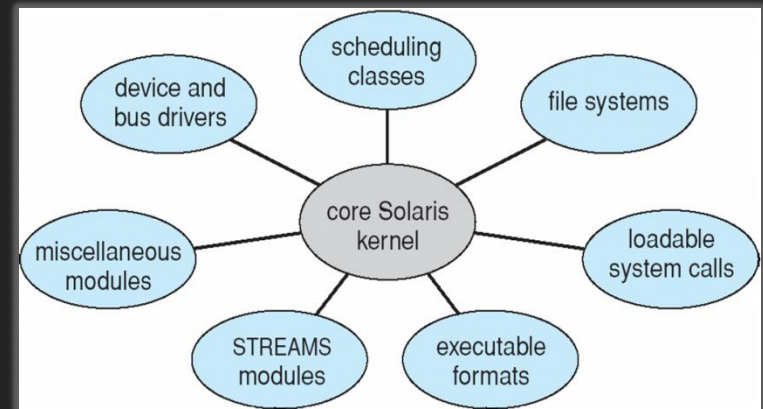 scheduling
classes
device and
bus drivers
file systems
core Solaris
kernel
miscellaneous
modules
loadable
system calls
STREAMS
modules
executable
formats